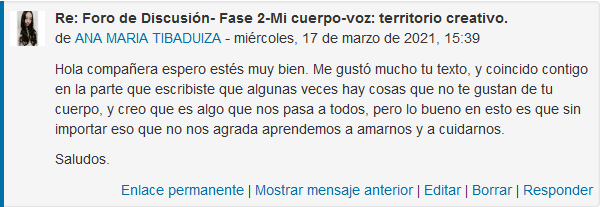 Re: Foro de Discusión- Fase 2-Mi cuerpo-voz: territorio creativo.
de ANA MARIA TIBADUIZA - miércoles, 17 de marzo de 2021, 15:39
Hola compañera espero estés muy bien. Me gustó mucho tu texto, y coincido contigo
en la parte que escribiste que algunas veces hay cosas que no te gustan de tu
cuerpo, y creo que es algo que nos pasa a todos, pero lo bueno en esto es que sin
importar eso que no nos agrada aprendemos a amarnos y a cuidarnos.
Saludos.
Enlace permanente | Mostrar mensaje anterior | Editar | Borrar | Responder